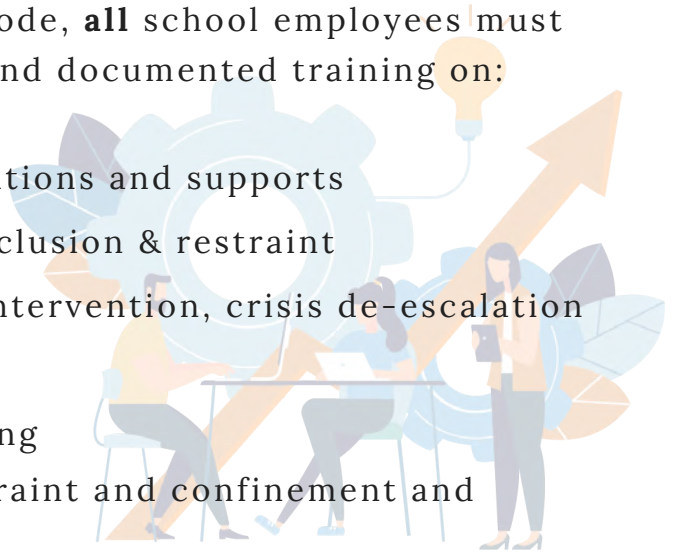 ode, all school employees must
nd documented training on:
tions and supports
clusion & restraint
ntervention, crisis de-escalation
ng
raint and confinement and